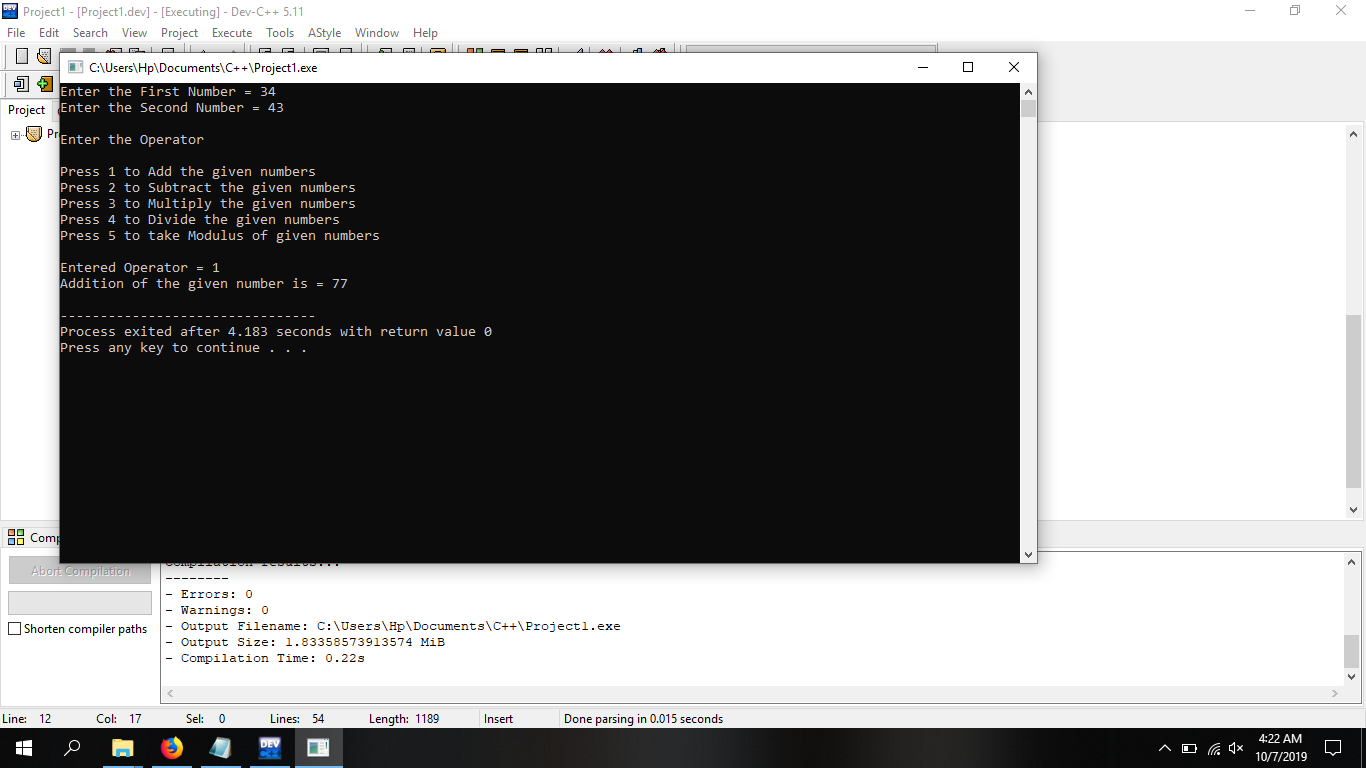 Project1 - [Project1.dev] - [Executing] - Dev-C++ 5.11
File Edit Search View Project Execute Tools AStyle Window Help
C:\Users\Hp\Documents\C++\Project1.exe
Project
Enter the First Number = 34
Enter the Second Number = 43
Enter the Operator
Press 1 to Add the given numbers
Press 2 to Subtract the given numbers
Press 3 to Multiply the given numbers
Press 4 to Divide the given numbers
Press 5 to take Modulus of given numbers
Entered Operator = 1
Addition of the given number is = 77
--------------------------------
Process exited after 4.183 seconds with return value 0
Press any key to continue . . .
Abort Compilation
Shorten compiler paths
Compilation results...
--------
- Errors: 0
- Warnings: 0
- Output Filename: C:\Users\Hp\Documents\C++\Project1.exe
- Output Size: 1.83358573913574 MiB
- Compilation Time: 0.22s
Line: 12 Col: 17 Sel: 0 Lines: 54 Length: 1189 Insert Done parsing in 0.015 seconds
DEV
4:22 AM
10/7/2019